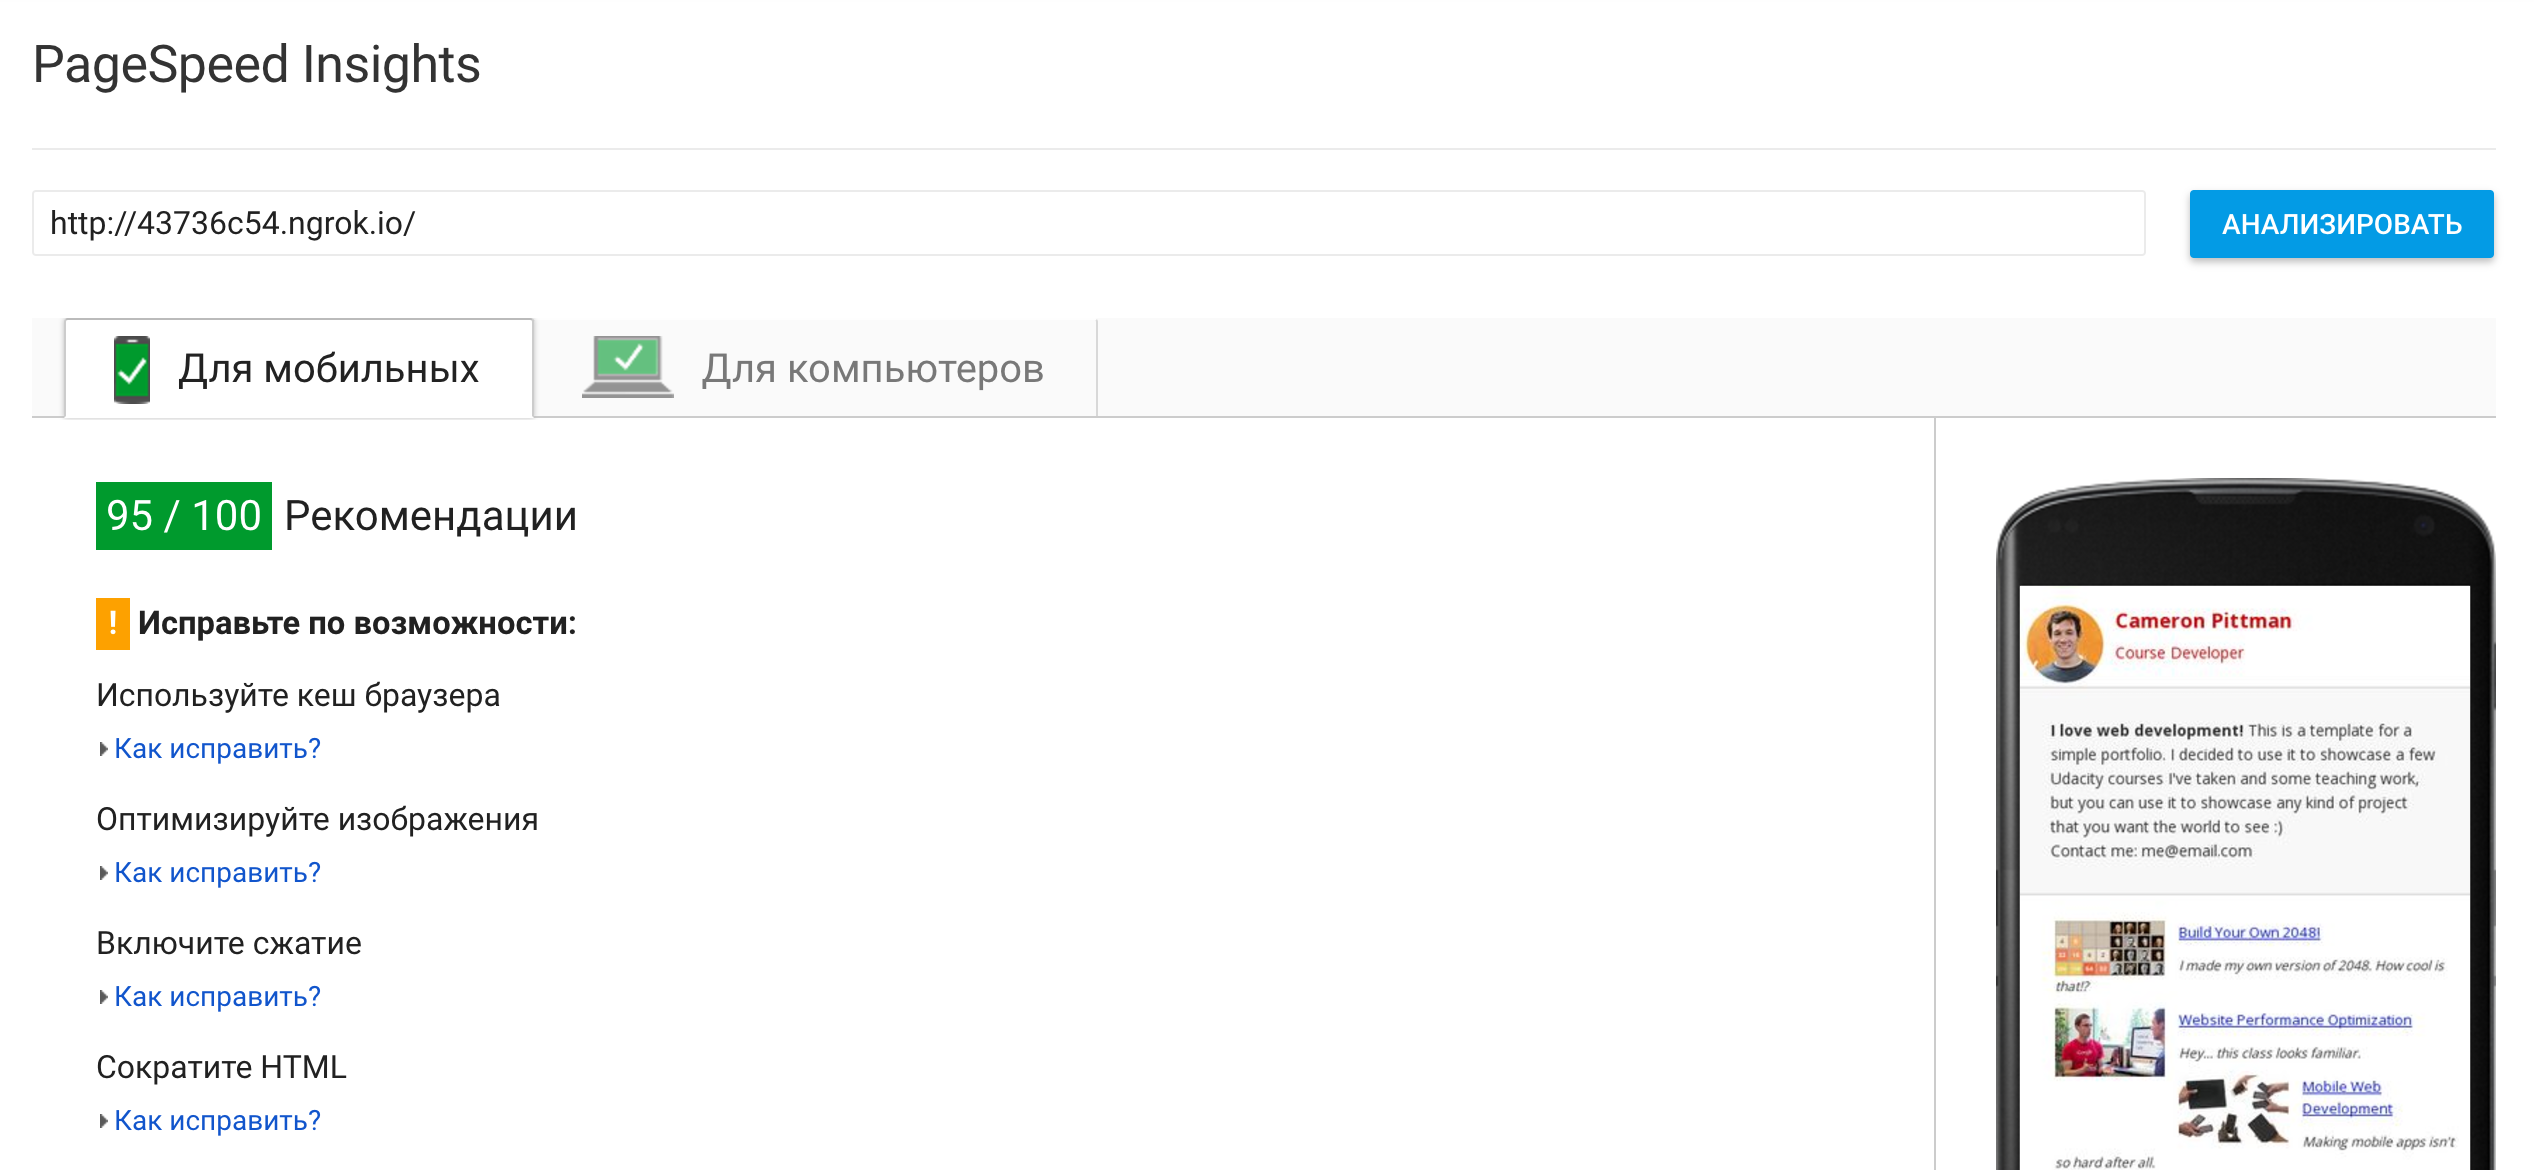 PageSpeed Insights
http://43736c54.ngrok.io/
АНАЛИЗИРОВАТЬ
Для мобильных
Для компьютеров
95 / 100 Рекомендации
! Исправьте по возможности:
Используйте кеш браузера
Как исправить?
Оптимизируйте изображения
Как исправить?
Включите сжатие
Как исправить?
Сократите HTML
Как исправить?
Cameron Pittman
Course Developer
I love web development! This is a template for a
simple portfolio. I decided to use it to showcase a few
Udacity courses I've taken and some teaching work,
but you can use it to showcase any kind of project
that you want the world to see :)
Contact me: me@email.com
Build Your Own 2048!
I made my own version of 2048. How cool is
that!?
Website Performance Optimization
Hey... this class looks familiar.
Mobile Web
Development
Making mobile apps isn't
so hard after all.